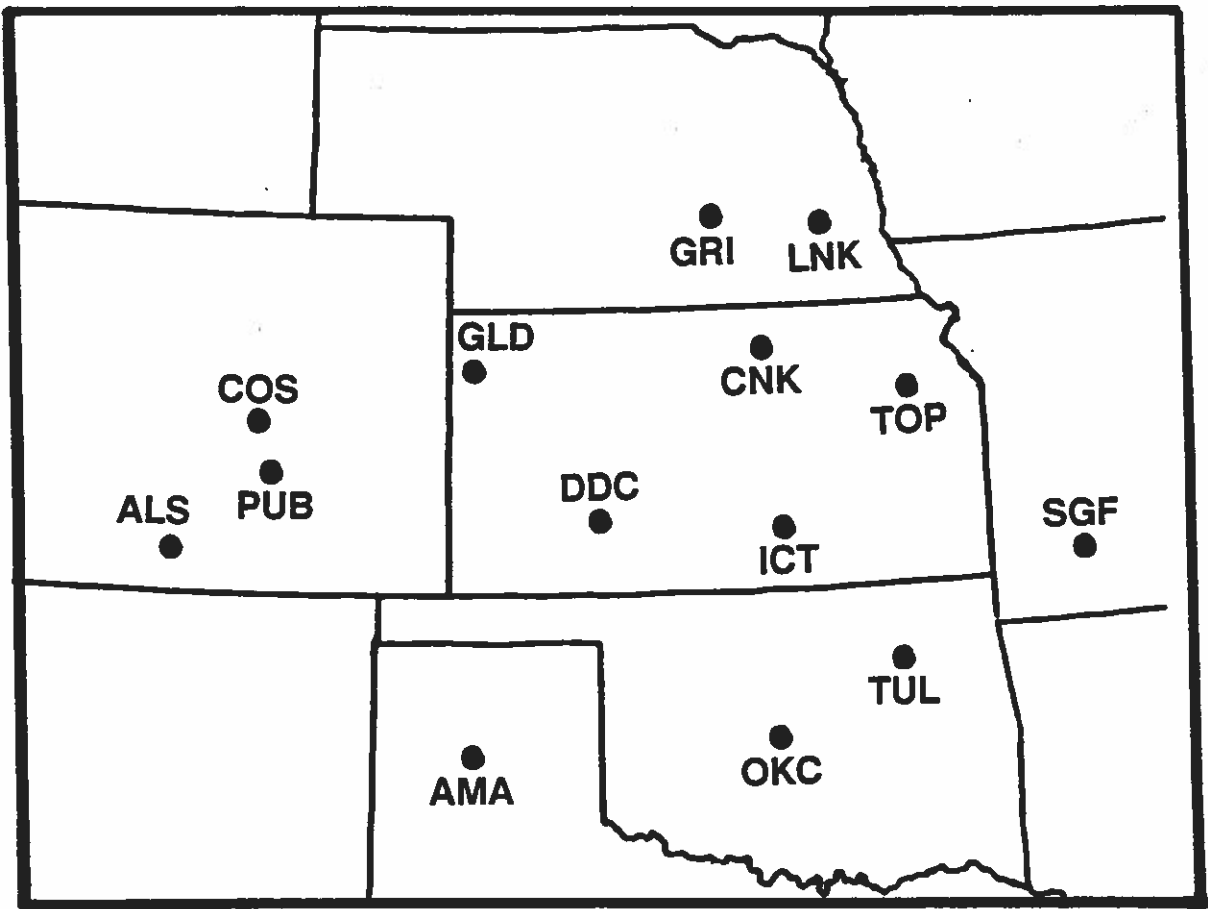 GRI
LNK
GLD
CNK
COS
TOP
DDC
PUB
ALS
SGF
ICT
TUL
OKC
AMA